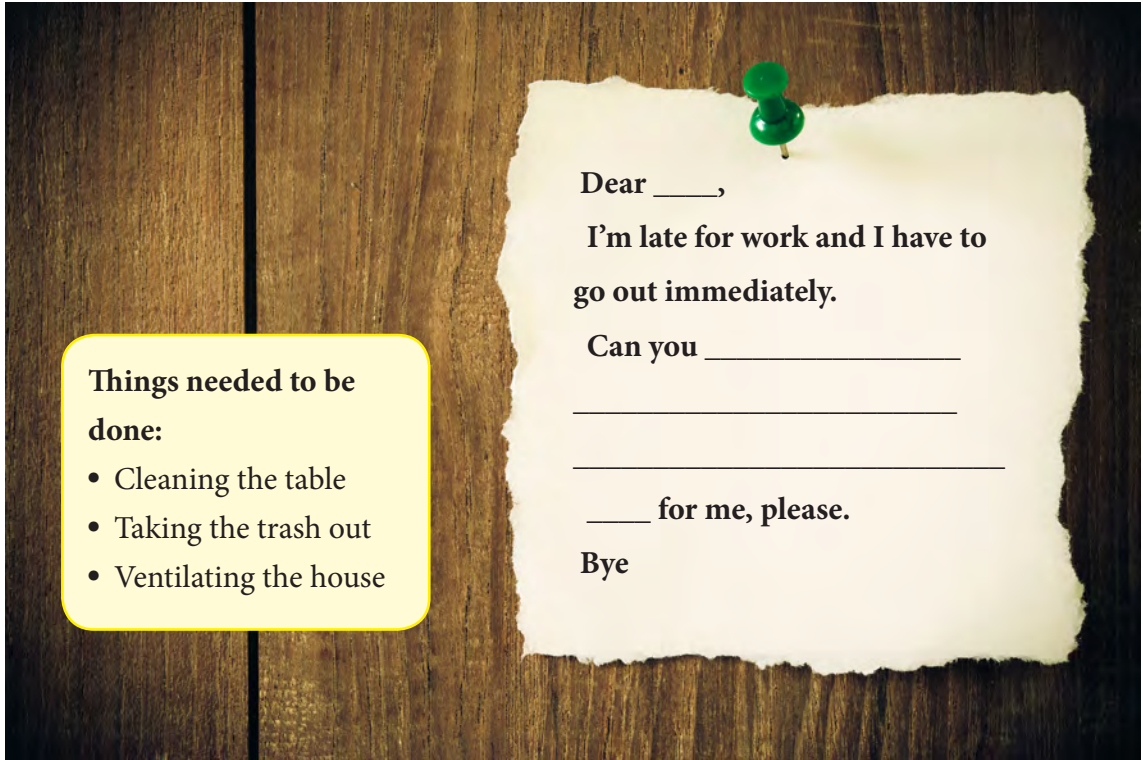 Things needed to be
done:
• Cleaning the table
• Taking the trash out
• Ventilating the house
Dear ____,
I’m late for work and I have to
go out immediately.
Can you ________________
________________________
___________________________
____ for me, please.
Bye